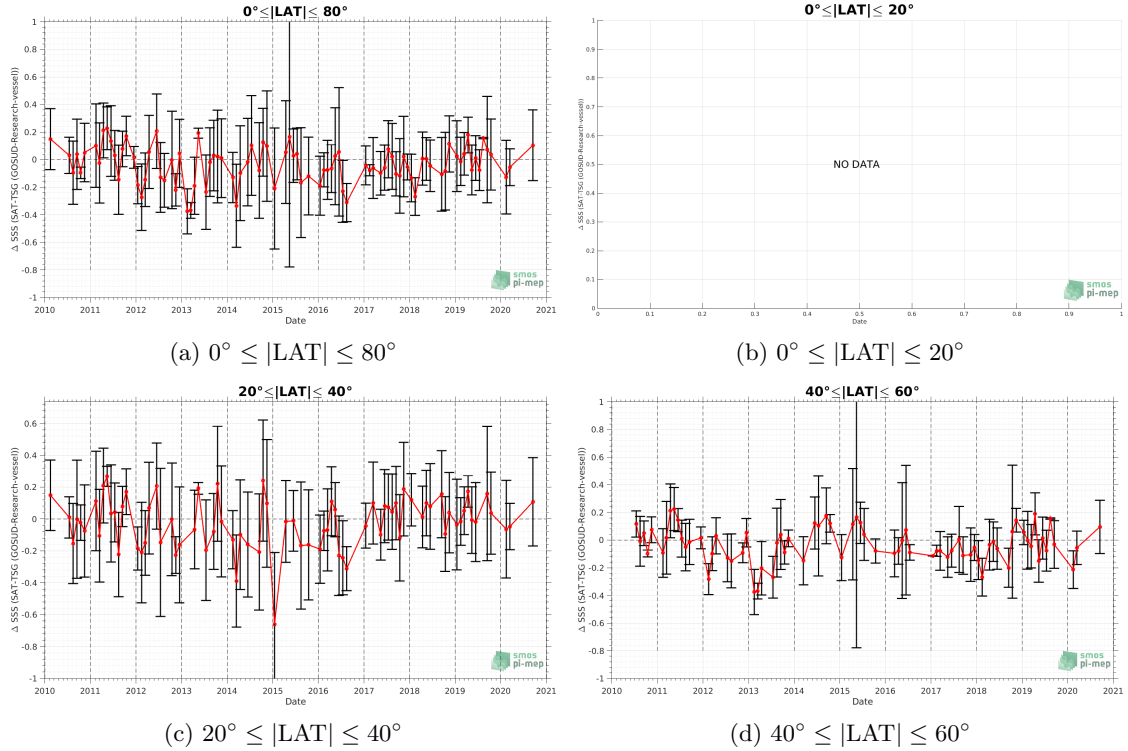 0°≤|LAT|≤ 80°
Δ SSS (SAT-TSG (GOSUD-Research-vessel))
1
0.8
0.6
0.4
0.2
0
-0.2
-0.4
-0.6
-0.8
-1
2010 2011 2012 2013 2014 2015 2016 2017 2018 2019 2020 2021
Date
smos
pi-mep
(a) 0° ≤ |LAT| ≤ 80°
0°≤|LAT|≤ 20°
Δ SSS (SAT-TSG (GOSUD-Research-vessel))
1
0.9
0.8
0.7
0.6
0.5
0.4
0.3
0.2
0.1
0
NO DATA
0 0.1 0.2 0.3 0.4 0.5 0.6 0.7 0.8 0.9 1
Date
smos
pi-mep
(b) 0° ≤ |LAT| ≤ 20°
20°≤|LAT|≤ 40°
Δ SSS (SAT-TSG (GOSUD-Research-vessel))
0.6
0.4
0.2
0
-0.2
-0.4
-0.6
-0.8
-1
2010 2011 2012 2013 2014 2015 2016 2017 2018 2019 2020 2021
Date
smos
pi-mep
(c) 20° ≤ |LAT| ≤ 40°
40°≤|LAT|≤ 60°
Δ SSS (SAT-TSG (GOSUD-Research-vessel))
1
0.8
0.6
0.4
0.2
0
-0.2
-0.4
-0.6
-0.8
-1
2010 2011 2012 2013 2014 2015 2016 2017 2018 2019 2020 2021
Date
smos
pi-mep
(d) 40° ≤ |LAT| ≤ 60°